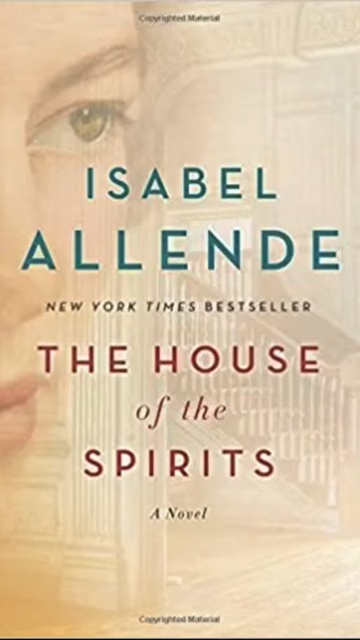 Copyrighted Material
ISABEL
ALLENDE
NEW YORK TIMES BESTSELLER
THE HOUSE
of the
SPIRITS
A Novel
Copyrighted Material